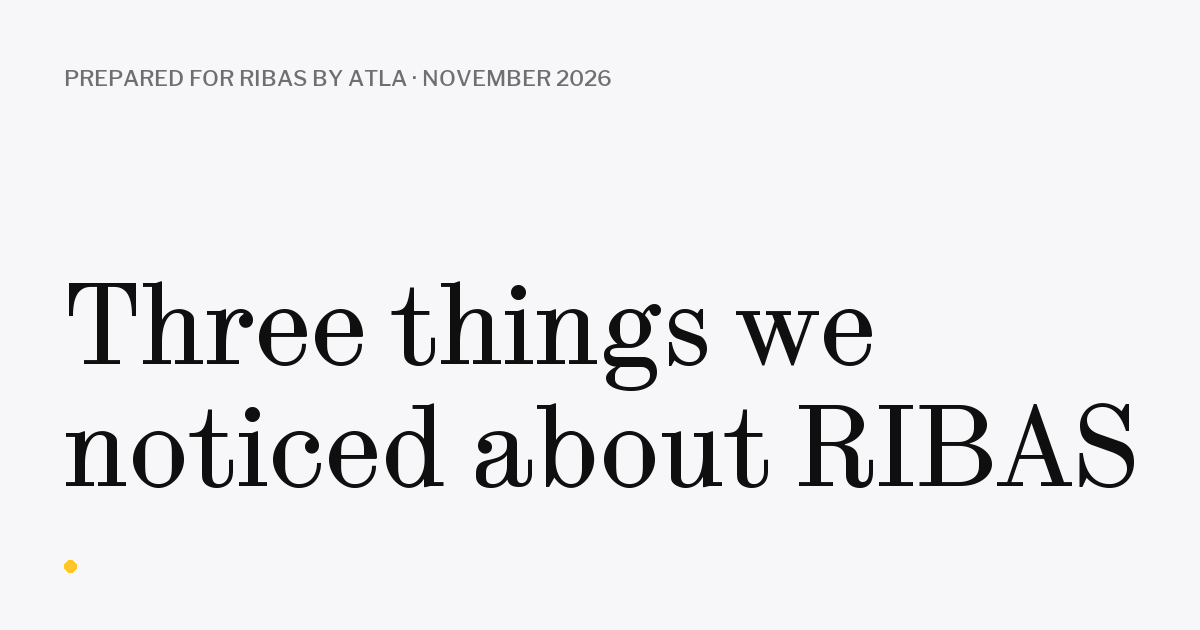 PREPARED FOR RIBAS BY ATLA · NOVEMBER 2026
Three things we
noticed about RIBAS